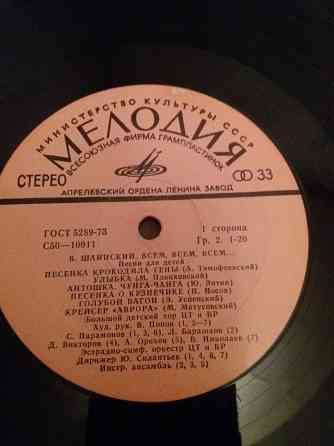 МИНИСТЕРСТВО КУЛЬТУРЫ СССР
МЕЛОДИЯ
ВСЕСОЮЗНАЯ ФИРМА ГРАМПЛАСТИНОК
СТЕРЕО 33
АПРЕЛЕВСКИЙ ОРДЕНА ЛЕНИНА ЗАВОД
ГОСТ 5289-73 1 сторона
С50—10011 Гр. 2. 1-20
В. ШАИНСКИЙ. ВСЕМ, ВСЕМ, ВСЕМ...
Песни для детей
ПЕСЕНКА КРОКОДИЛА ГЕНЫ (А. Тимофеевский)
УЛЫБКА (М. Пляцковский)
АНТОШКА. ЧУНГА-ЧАНГА (Ю. Энтин)
ПЕСЕНКА О КУЗНЕЧИКЕ (Н. Носов)
ГОЛУБОЙ ВАГОН (Э. Успенский)
КРЕЙСЕР «АВРОРА» (М. Матусовский)
Большой детский хор ЦТ и ВР
Худ. рук. В. Попов (1, 3—7)
С. Парамонов (1, 3, 6), Л. Баранова (2)
Д. Викторов (4), А. Орехов (5), В. Николаев (7)
Эстрадно-симф. оркестр ЦТ и ВР
Дирижер Ю. Силантьев (1, 4, 6, 7)
Инстр. ансамбль (2, 3, 5)